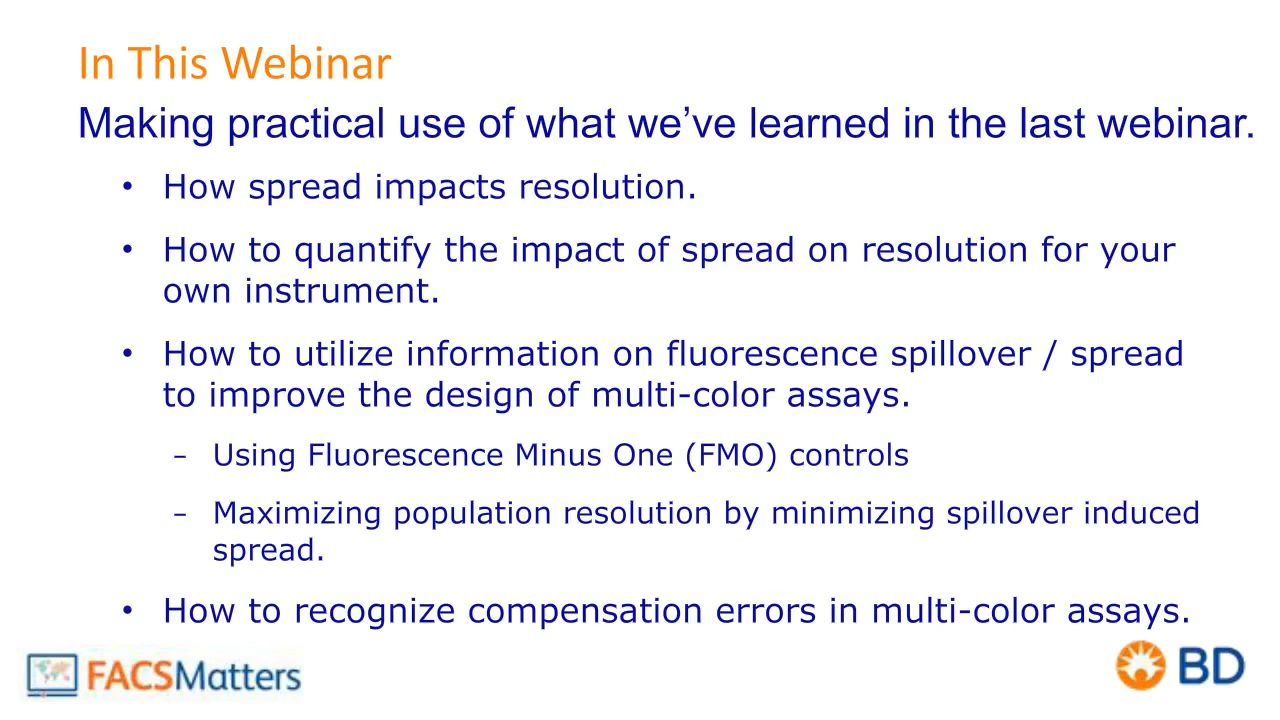 In This Webinar
Making practical use of what we’ve learned in the last webinar.
• How spread impacts resolution.
• How to quantify the impact of spread on resolution for your
own instrument.
• How to utilize information on fluorescence spillover / spread
to improve the design of multi-color assays.
– Using Fluorescence Minus One (FMO) controls
– Maximizing population resolution by minimizing spillover induced
spread.
• How to recognize compensation errors in multi-color assays.
FACSMatters
BD